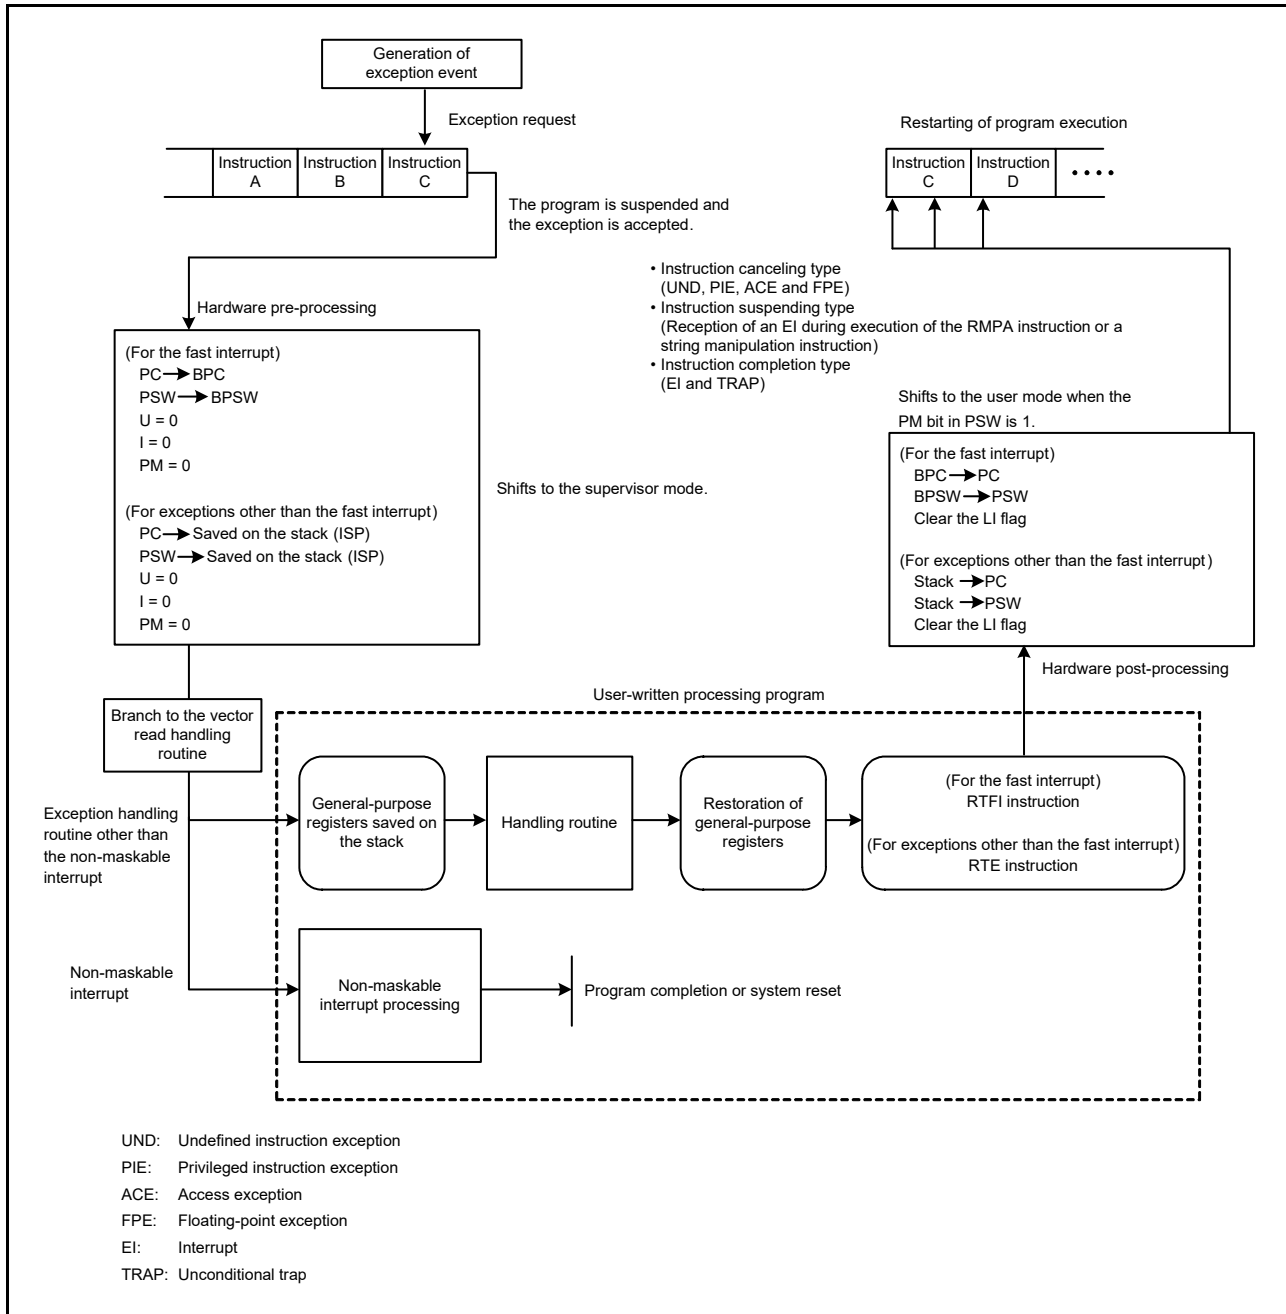 Generation of
exception event
Exception request
Instruction
A
Instruction
B
Instruction
C
The program is suspended and
the exception is accepted.
Restarting of program execution
Instruction
C
Instruction
D
• • • •
• Instruction canceling type
(UND, PIE, ACE and FPE)
• Instruction suspending type
(Reception of an EI during execution of the RMPA instruction or a
string manipulation instruction)
• Instruction completion type
(EI and TRAP)
Hardware pre-processing
(For the fast interrupt)
PC → BPC
PSW → BPSW
U = 0
I = 0
PM = 0
(For exceptions other than the fast interrupt)
PC → Saved on the stack (ISP)
PSW → Saved on the stack (ISP)
U = 0
I = 0
PM = 0
Shifts to the supervisor mode.
Shifts to the user mode when the
PM bit in PSW is 1.
(For the fast interrupt)
BPC → PC
BPSW → PSW
Clear the LI flag
(For exceptions other than the fast interrupt)
Stack → PC
Stack → PSW
Clear the LI flag
Hardware post-processing
Branch to the vector
read handling
routine
User-written processing program
Exception handling
routine other than
the non-maskable
interrupt
General-purpose
registers saved on
the stack
Handling routine
Restoration of
general-purpose
registers
(For the fast interrupt)
RTFI instruction
(For exceptions other than the fast interrupt)
RTE instruction
Non-maskable
interrupt
Non-maskable
interrupt processing
Program completion or system reset
UND: Undefined instruction exception
PIE: Privileged instruction exception
ACE: Access exception
FPE: Floating-point exception
EI: Interrupt
TRAP: Unconditional trap